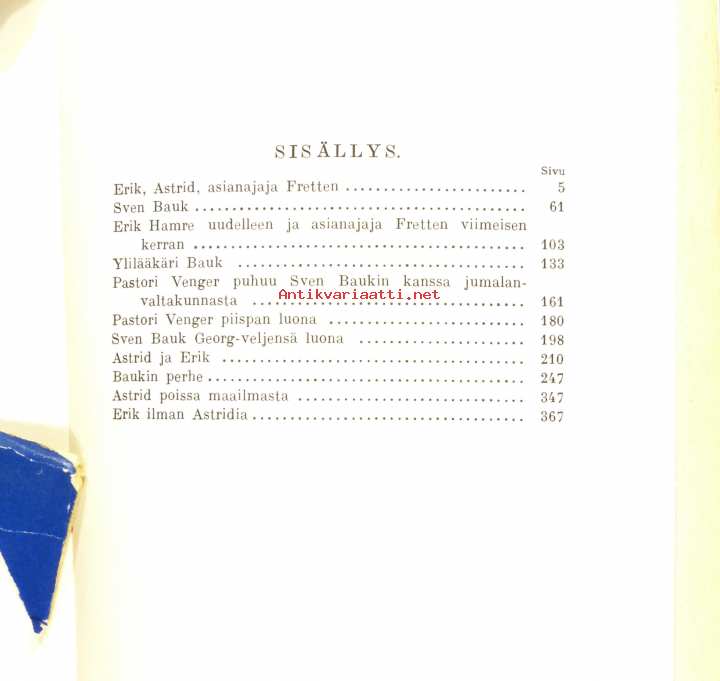 SISÄLLYS.
Sivu
Erik, Astrid, asianajaja Fretten ........................ 5
Sven Bauk ............................................ 61
Erik Hamre uudelleen ja asianajaja Fretten viimeisen
kerran ............................................ 103
Ylilääkäri Bauk ...................................... 133
Pastori Venger puhuu Sven Baukin kanssa jumalan-
valtakunnasta .................................... 161
Antikvariaatti.net
Pastori Venger piispan luona .......................... 180
Sven Bauk Georg-veljensä luona ...................... 198
Astrid ja Erik ........................................ 210
Baukin perhe .......................................... 247
Astrid poissa maailmasta .............................. 347
Erik ilman Astridia .................................... 367